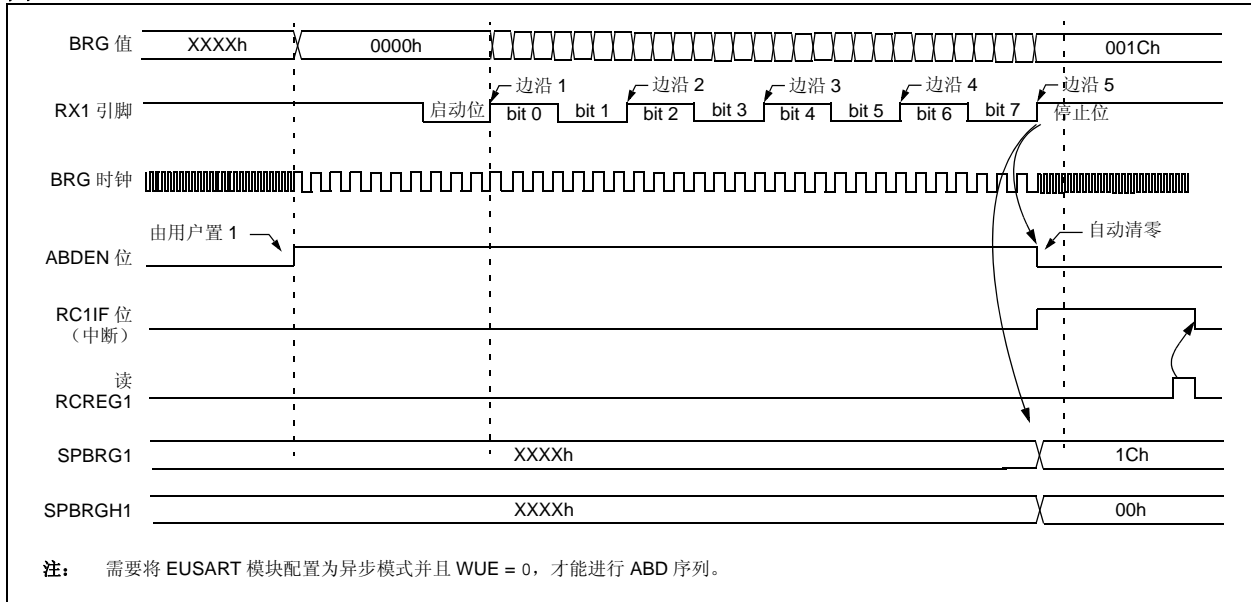 BRG 值 XXXXh 0000h 001Ch
边沿 1 边沿 2 边沿 3 边沿 4 边沿 5
RX1 引脚 启动位 bit 0 bit 1 bit 2 bit 3 bit 4 bit 5 bit 6 bit 7 停止位
BRG 时钟
由用户置 1 自动清零
ABDEN 位
RC1IF 位
（中断）
读
RCREG1
SPBRG1 XXXXh 1Ch
SPBRGH1 XXXXh 00h
注： 需要将 EUSART 模块配置为异步模式并且 WUE = 0，才能进行 ABD 序列。